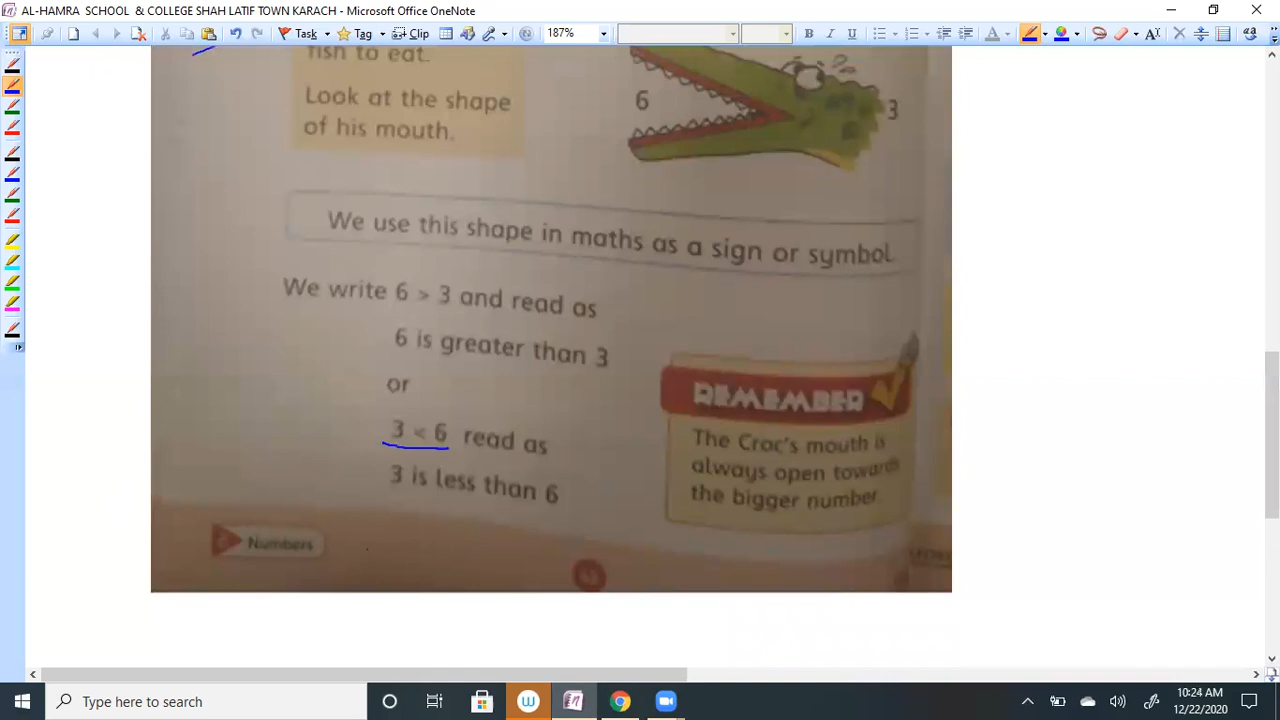 AL-HAMRA SCHOOL & COLLEGE SHAH LATIF TOWN KARACH - Microsoft Office OneNote
Task Tag Clip 187% B I U A
fish to eat.
Look at the shape
of his mouth.
6 3
We use this shape in maths as a sign or symbol.
We write 6 > 3 and read as
6 is greater than 3
or
3 < 6 read as
3 is less than 6
REMEMBER
The Croc's mouth is
always open towards
the bigger number.
Numbers
Type here to search
10:24 AM
12/22/2020